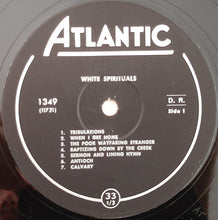 ATLANTIC
WHITE SPIRITUALS
1349
(11721)
D. R.
Side 1
1. TRIBULATIONS
2. WHEN I GET HOME
3. THE POOR WAYFARING STRANGER
4. BAPTIZING DOWN BY THE CREEK
5. SERMON AND LINING HYMN
6. ANTIOCH
7. CALVARY
33
1/3